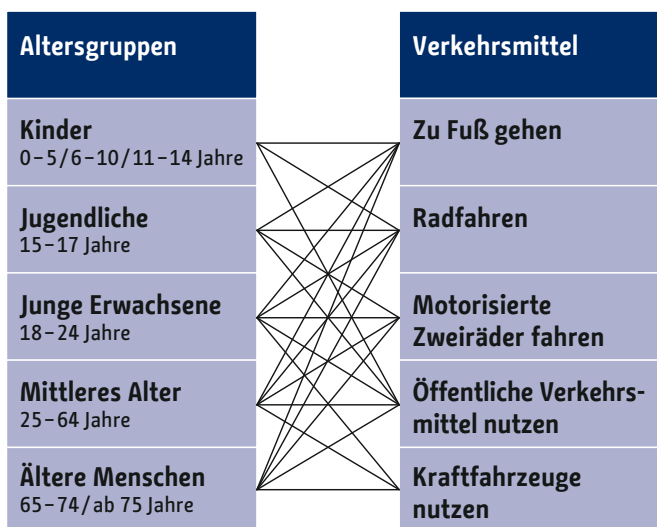 Altersgruppen
Verkehrsmittel
Kinder
0–5/6–10/11–14 Jahre
Zu Fuß gehen
Jugendliche
15–17 Jahre
Radfahren
Junge Erwachsene
18–24 Jahre
Motorisierte
Zweiräder fahren
Mittleres Alter
25–64 Jahre
Öffentliche Verkehrs-
mittel nutzen
Ältere Menschen
65–74/ab 75 Jahre
Kraftfahrzeuge
nutzen